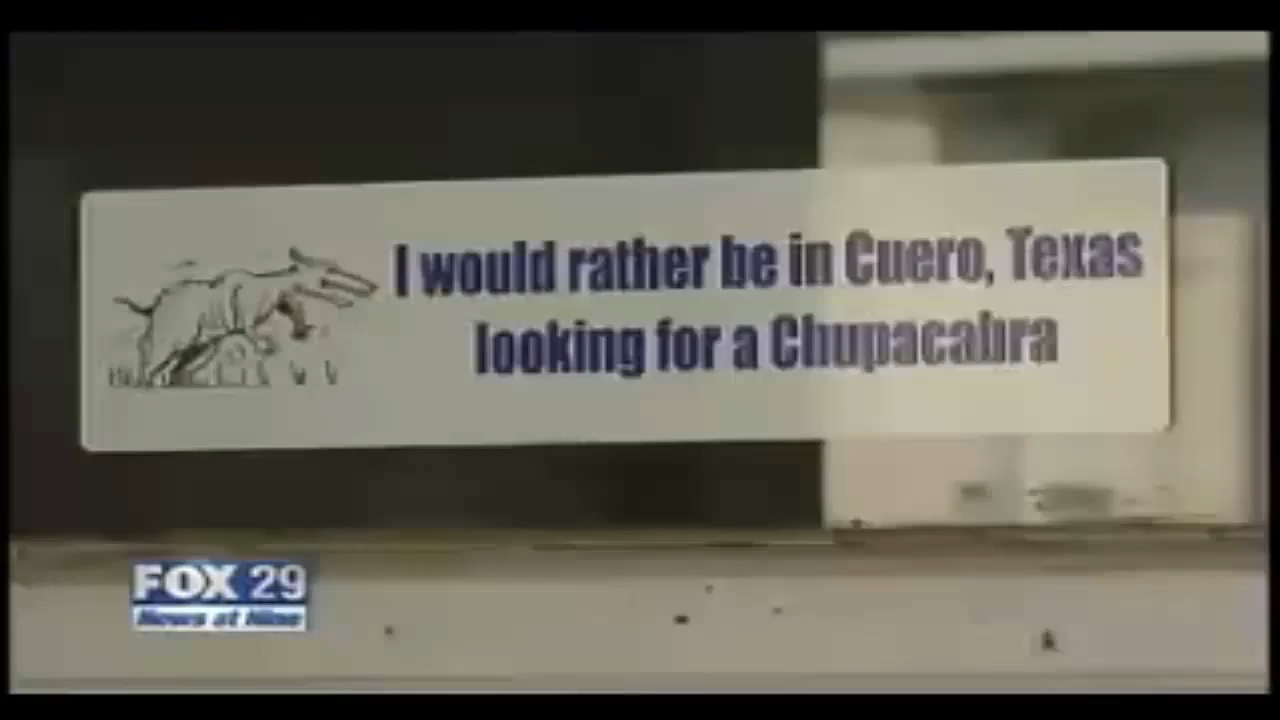 I would rather be in Cuero, Texas
looking for a Chupacabra
FOX 29
News at Nine